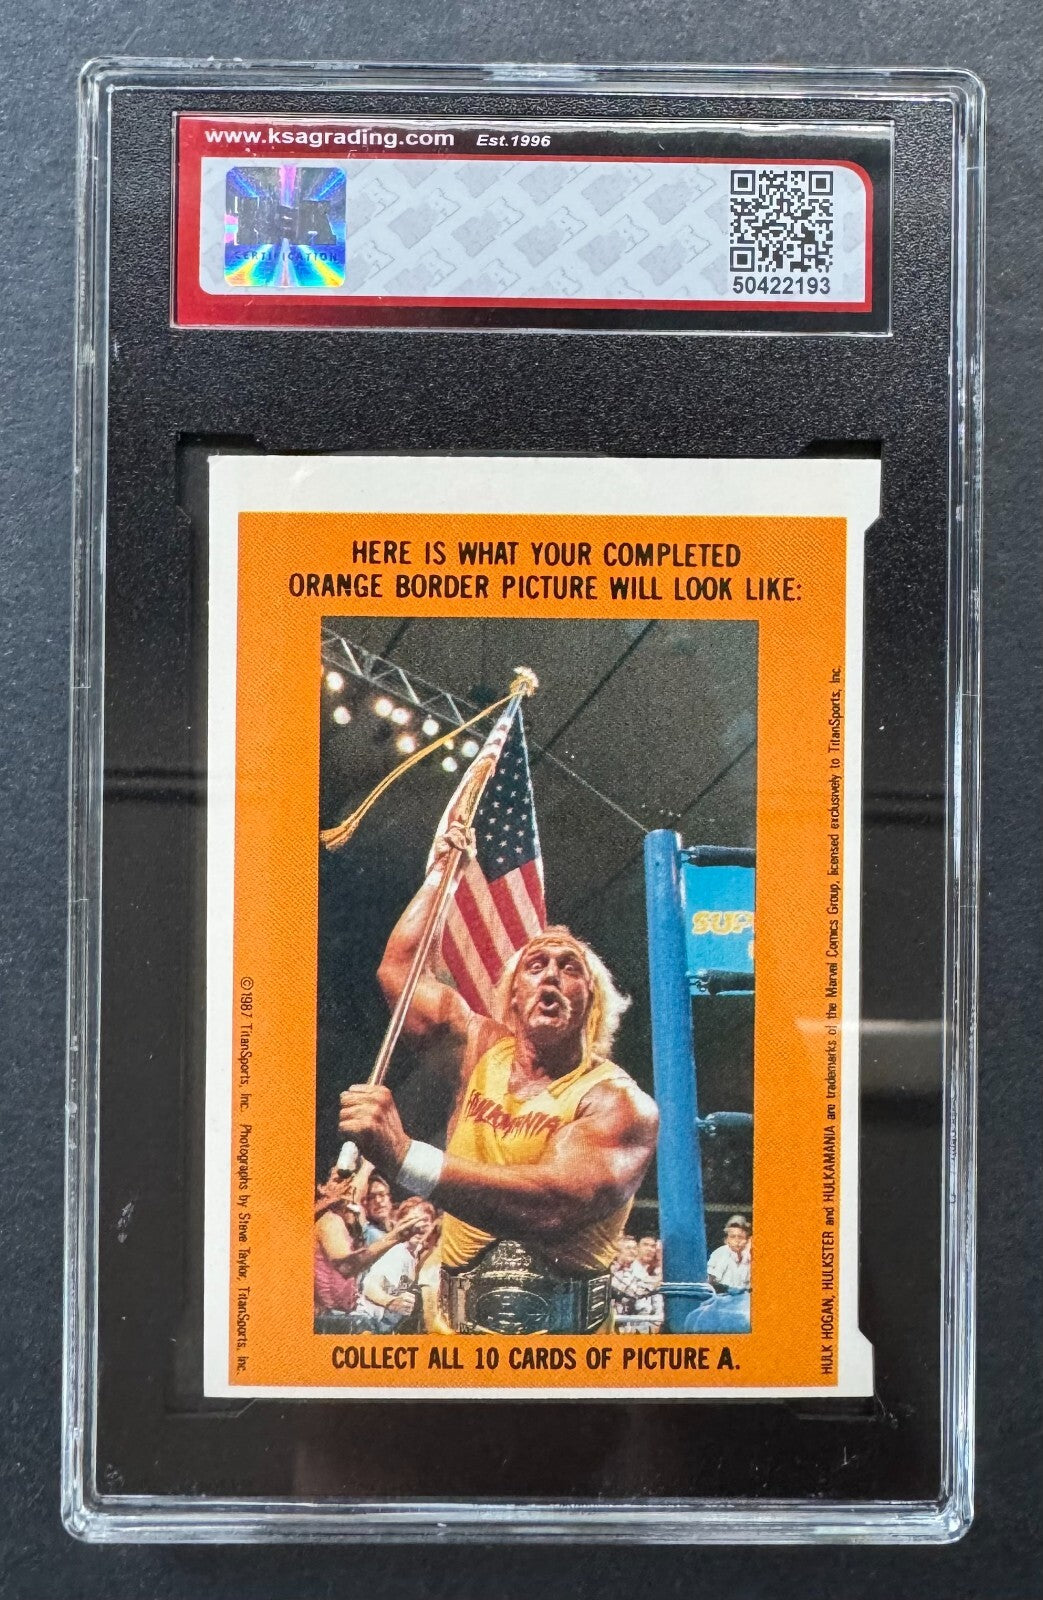 www.ksagrading.com Est.1996
CERTIFICATION
50422193
HERE IS WHAT YOUR COMPLETED
ORANGE BORDER PICTURE WILL LOOK LIKE:
SUP
HULKAMANIA
©1987 TitanSports, Inc. Photographs by Steve Taylor, TitanSports, Inc.
HULK HOGAN, HULKSTER and HULKAMANIA are trademarks of the Marvel Comics Group, licensed exclusively to TitanSports, Inc.
COLLECT ALL 10 CARDS OF PICTURE A.